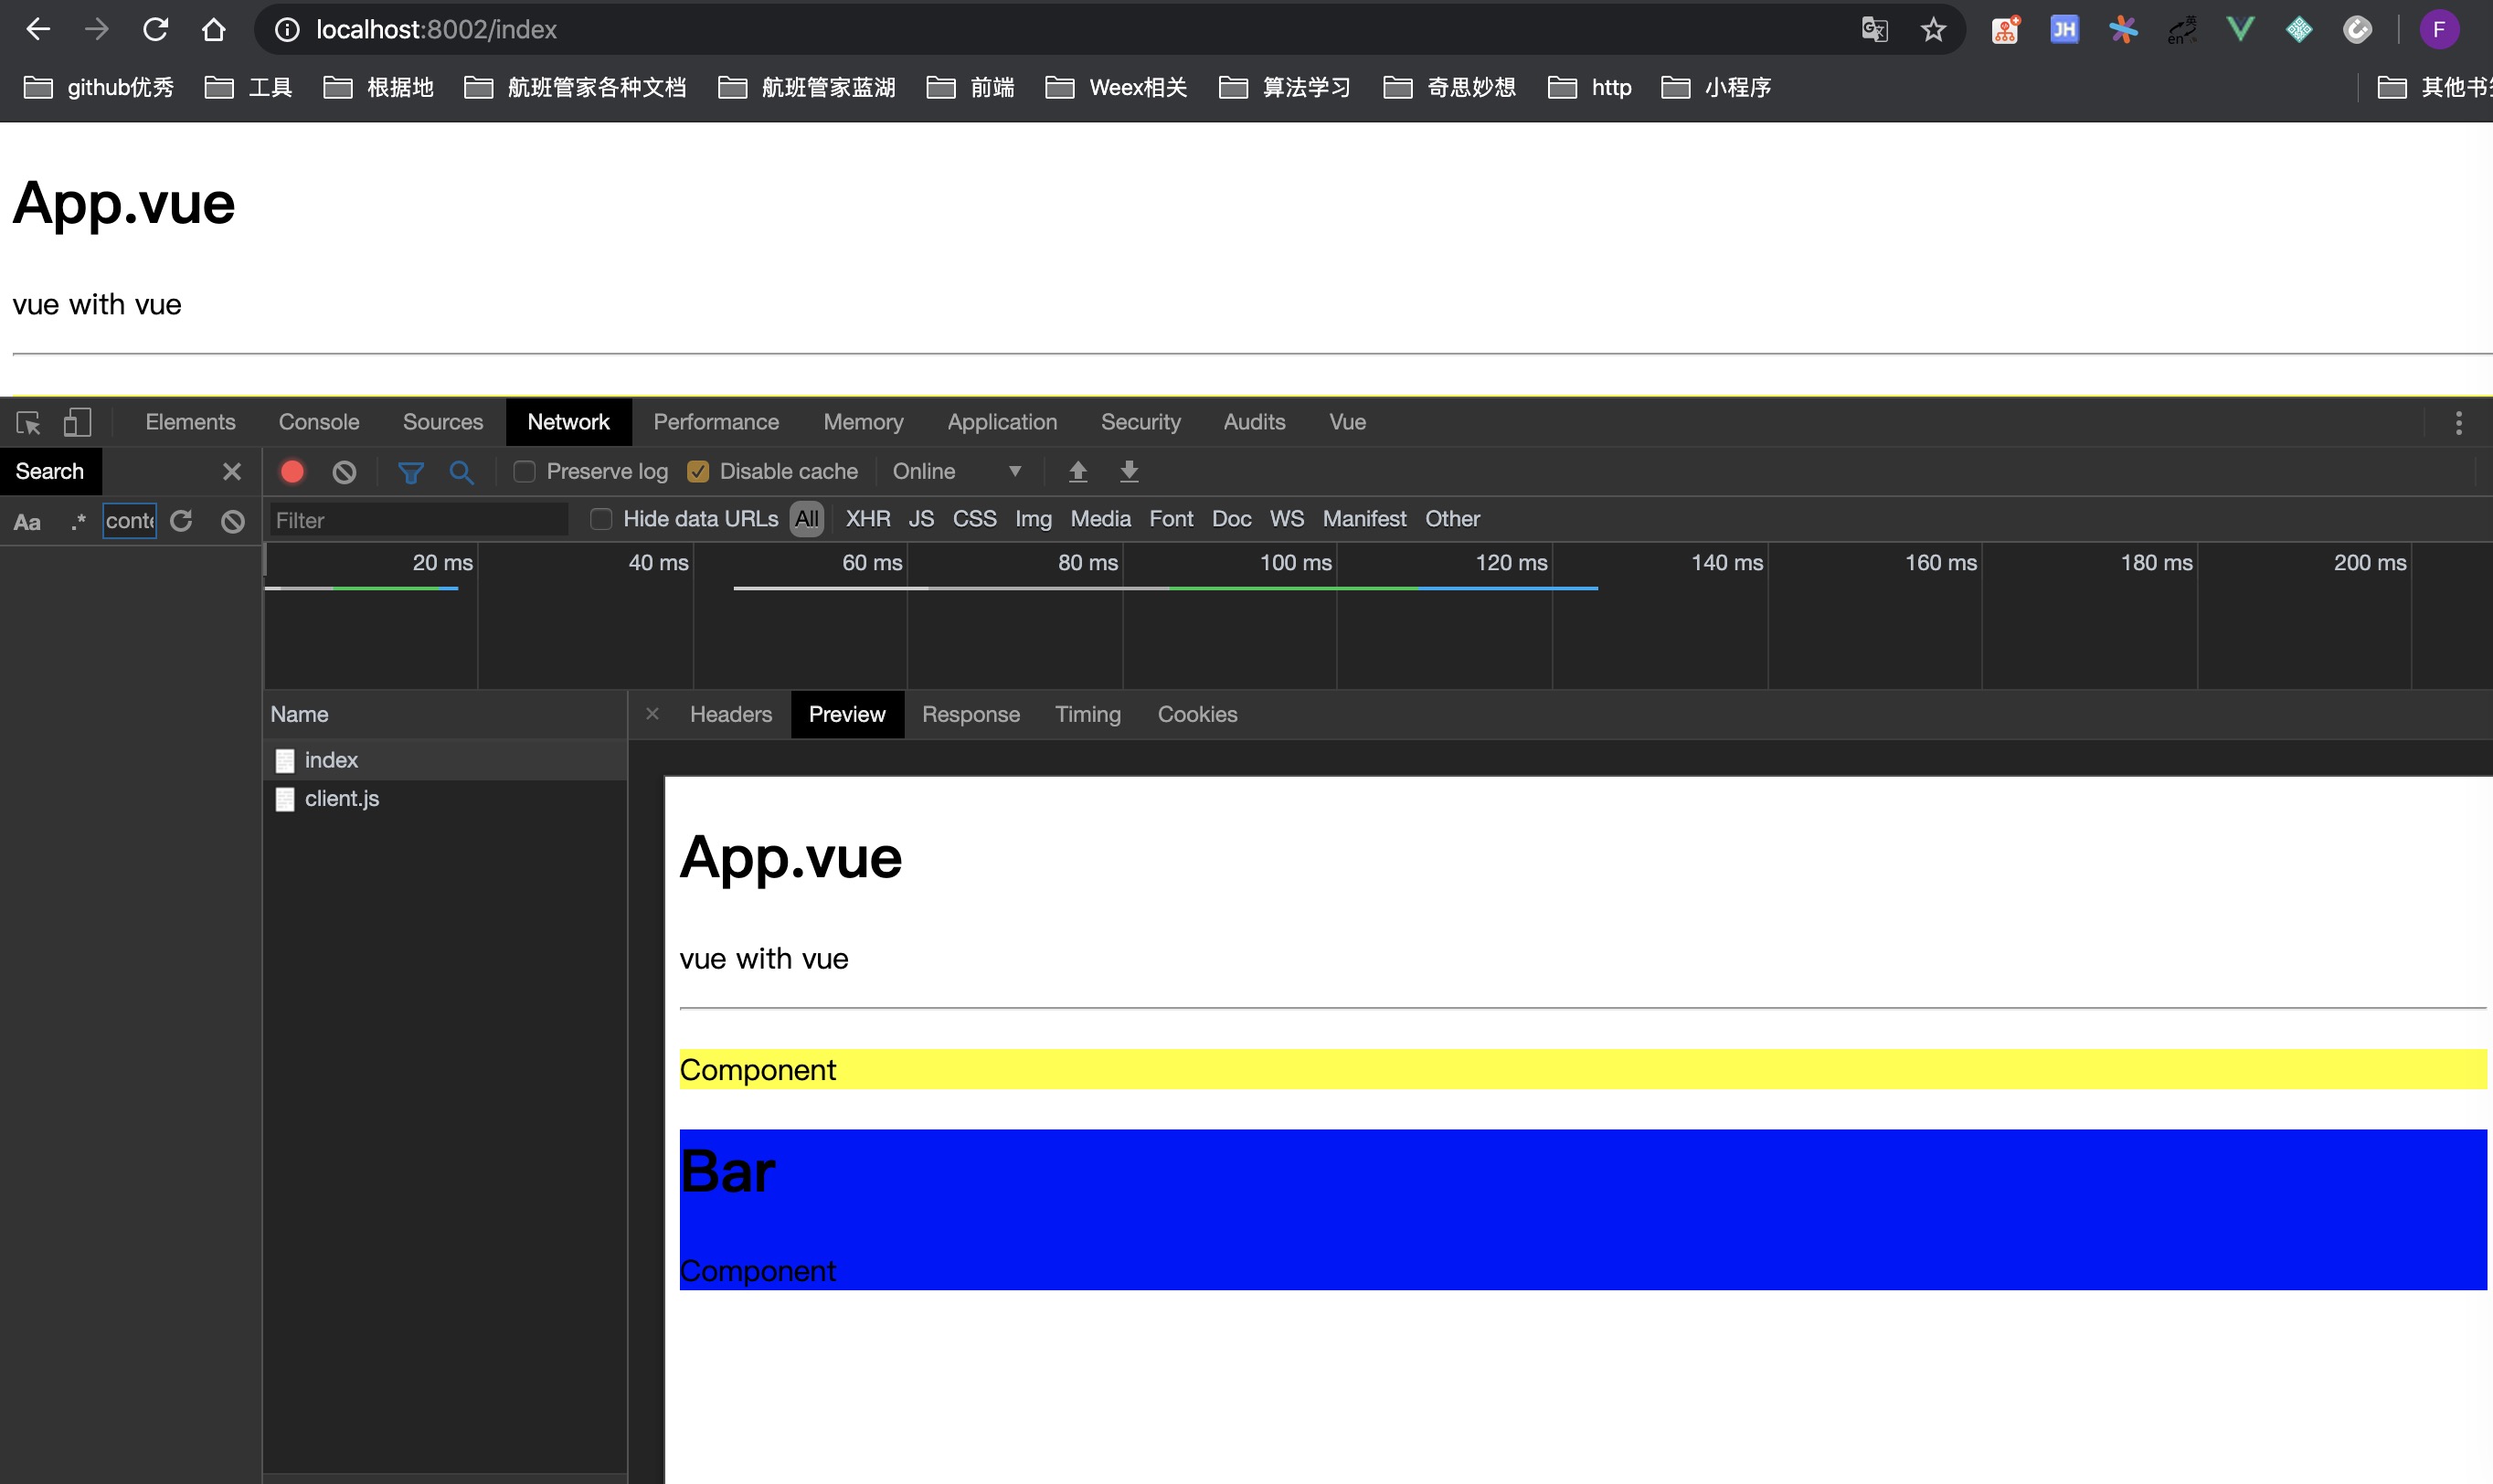 localhost:8002/index
JH
英
en
F
github优秀 工具 根据地 航班管家各种文档 航班管家蓝湖 前端 Weex相关 算法学习 奇思妙想 http 小程序
App.vue
vue with vue
Elements Console Sources Network Performance Memory Application Security Audits Vue
Search Preserve log Disable cache Online
Aa .* Filter Hide data URLs All XHR JS CSS Img Media Font Doc WS Manifest Other
20 ms 40 ms 60 ms 80 ms 100 ms 120 ms 140 ms 160 ms 180 ms 200 ms
Name Headers Preview Response Timing Cookies
index
client.js
App.vue
vue with vue
Component
Bar
Component